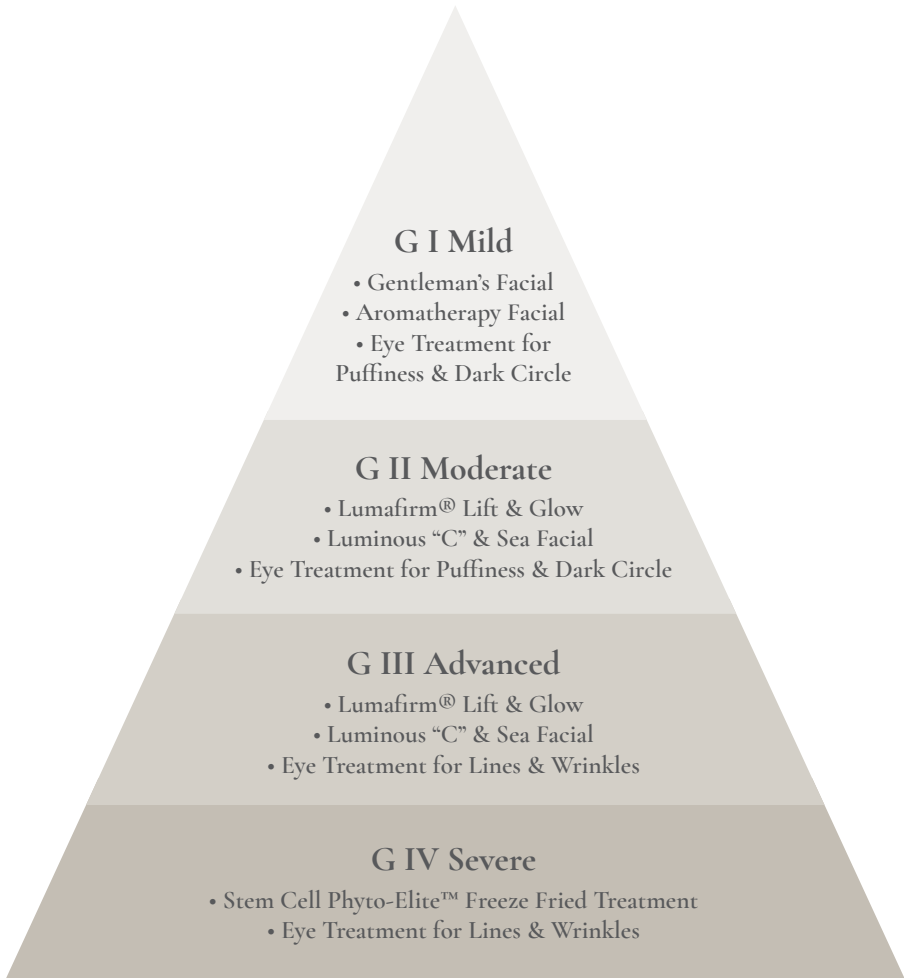 G I Mild
• Gentleman’s Facial
• Aromatherapy Facial
• Eye Treatment for
Puffiness & Dark Circle
G II Moderate
• Lumafirm® Lift & Glow
• Luminous “C” & Sea Facial
• Eye Treatment for Puffiness & Dark Circle
G III Advanced
• Lumafirm® Lift & Glow
• Luminous “C” & Sea Facial
• Eye Treatment for Lines & Wrinkles
G IV Severe
• Stem Cell Phyto-Elite™ Freeze Fried Treatment
• Eye Treatment for Lines & Wrinkles